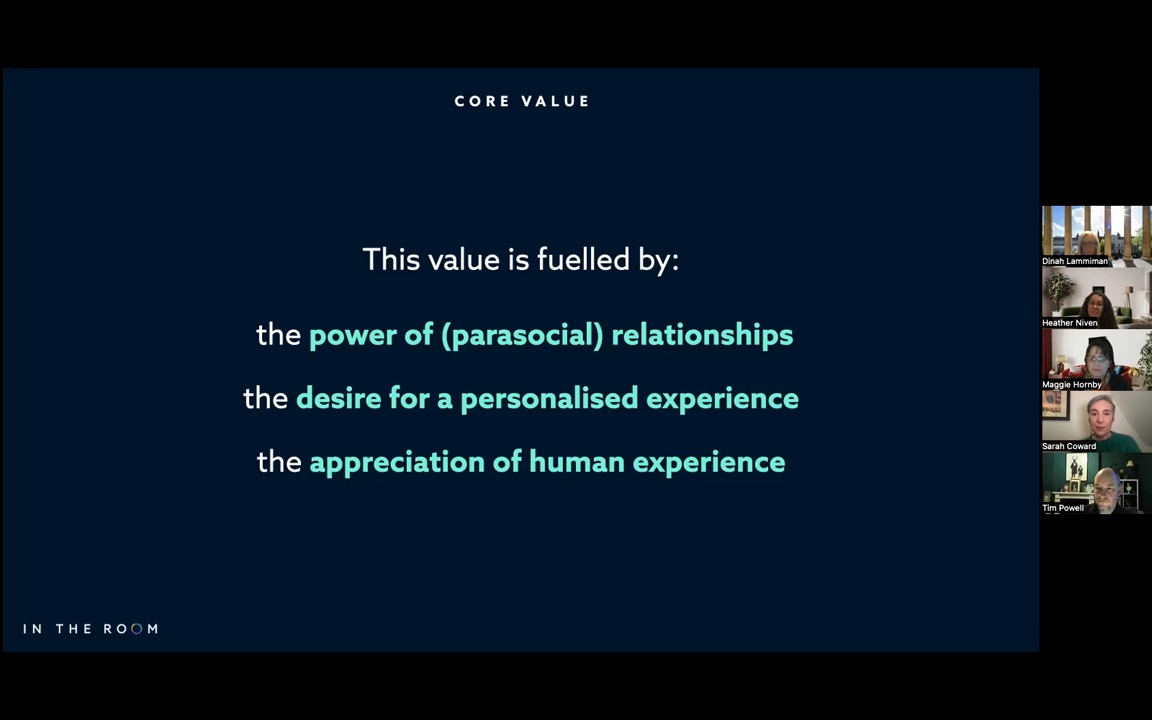 CORE VALUE
This value is fuelled by:
the power of (parasocial) relationships
the desire for a personalised experience
the appreciation of human experience
IN THE ROOM
Dinah Lammiman
Heather Niven
Maggie Hornby
Sarah Coward
Tim Powell